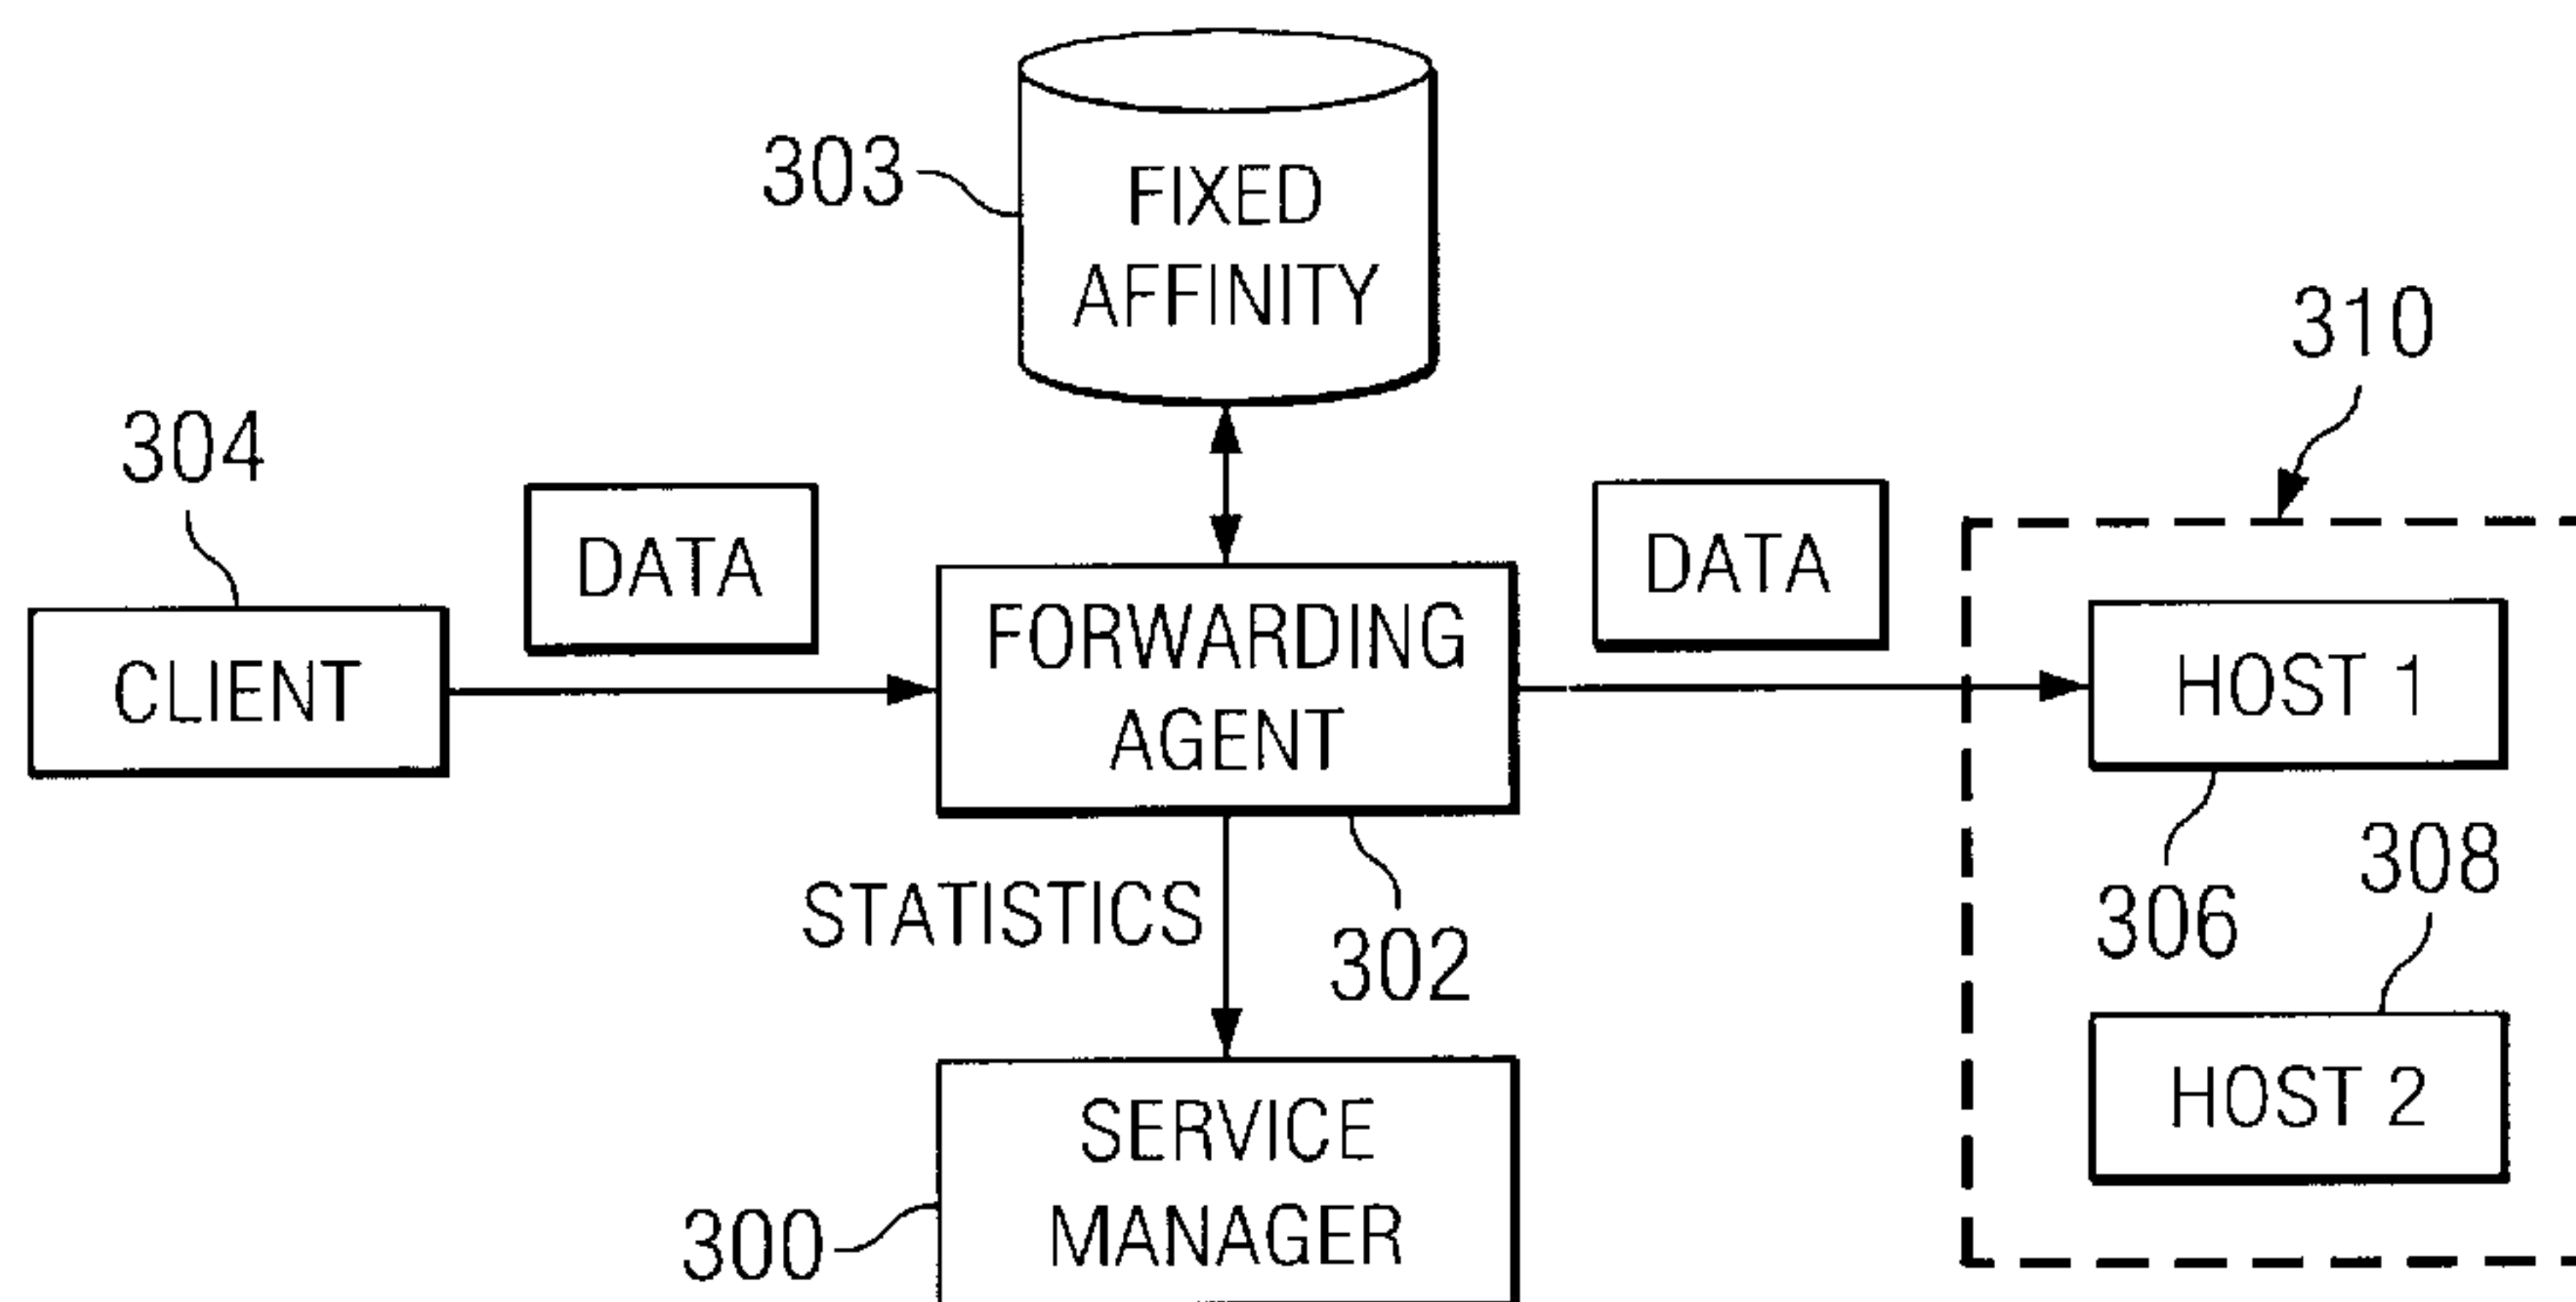 303
FIXED
AFFINITY
310
304
DATA
DATA
CLIENT
FORWARDING
AGENT
HOST 1
STATISTICS
302
306
308
SERVICE
MANAGER
300
HOST 2